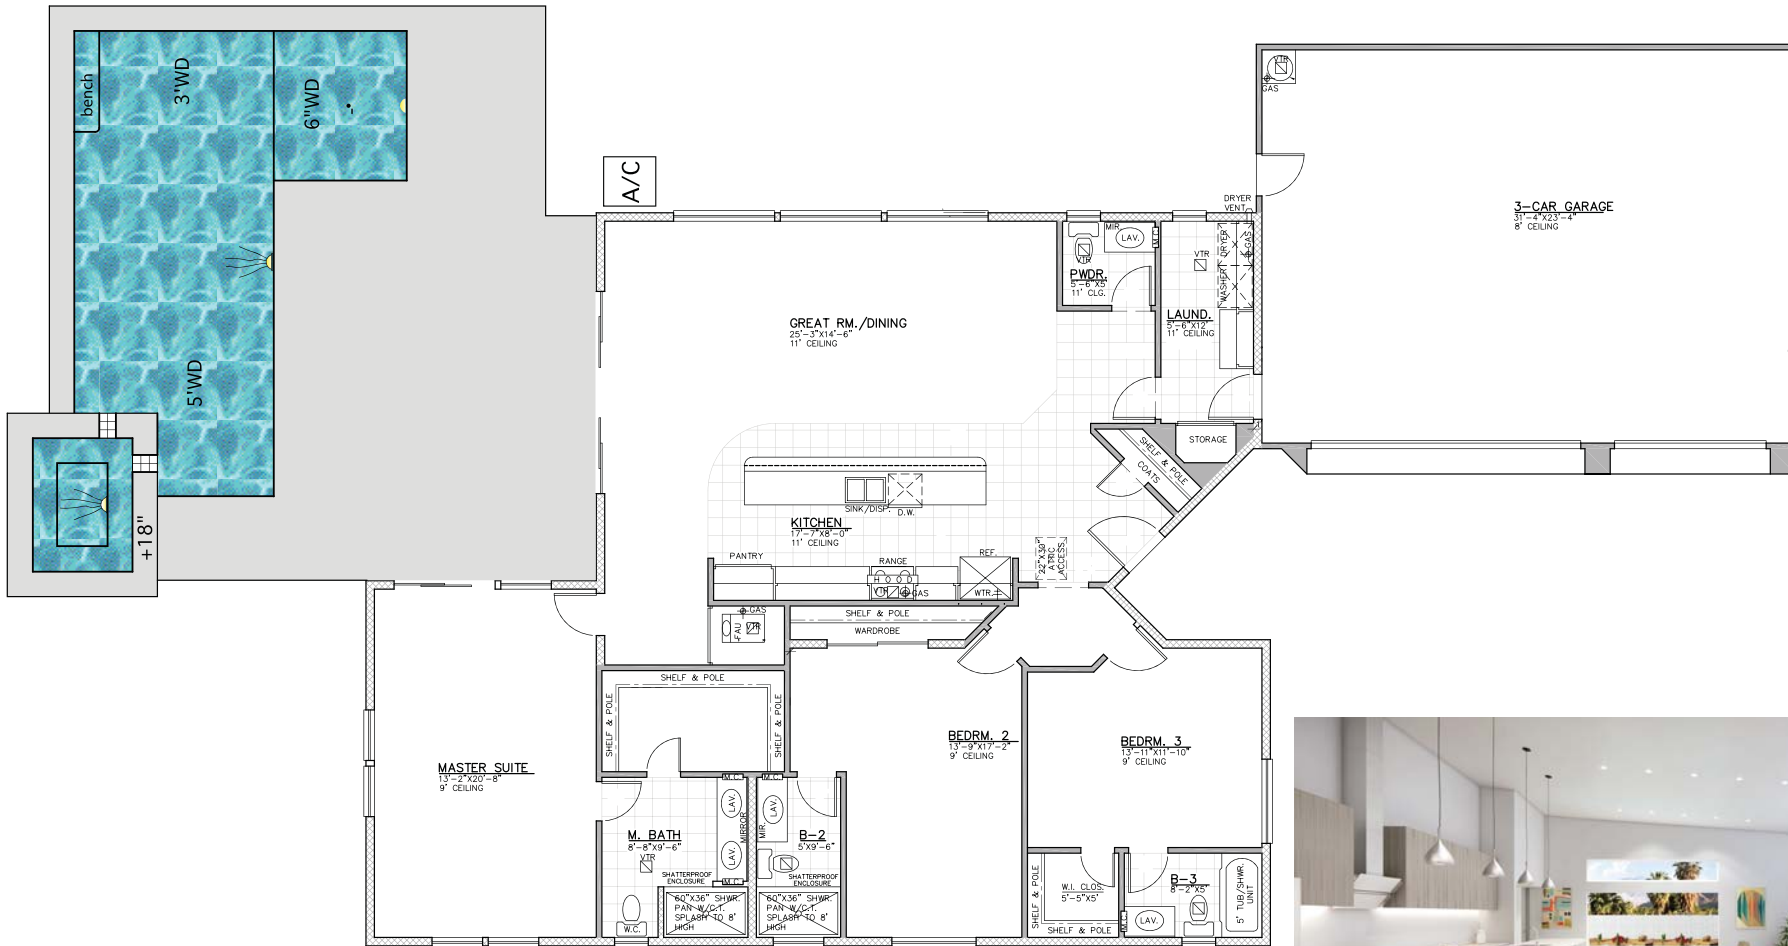 bench
3'WD
6"WD
5'WD
+18"
A/C
GAS
VTR
3-CAR GARAGE
31'-4"X23'-4"
8' CEILING
DRYER
VENT
MIR.
LAV.
M.C.
VTR
PWDR.
5'-6"X5'
11' CLG.
VTR
WASHER
DRYER
GAS
LAUND.
5'-6"X12'
11' CEILING
GREAT RM./DINING
25'-3"X14'-6"
11' CEILING
STORAGE
SHELF & POLE
COATS
SINK/DISP.
D.W.
KITCHEN
17'-7"X8'-0"
11' CEILING
PANTRY
RANGE
HOOD
VTR
GAS
REF.
WTR.
22"X30"
ATTIC
ACCESS
GAS
FAU
VTR
SHELF & POLE
WARDROBE
SHELF & POLE
SHELF & POLE
SHELF & POLE
MASTER SUITE
13'-2"X20'-8"
9' CEILING
BEDRM. 2
13'-9"X17'-2"
9' CEILING
BEDRM. 3
13'-11"X11'-10"
9' CEILING
M. BATH
8'-8"X9'-6"
VTR
W.C.
M.C.
LAV.
MIRROR
LAV.
M.C.
SHATTERPROOF
ENCLOSURE
60"X36" SHWR.
PAN W/C.T.
SPLASH TO 8'
HIGH
M.C.
LAV.
MIR.
B-2
5'X9'-6"
SHATTERPROOF
ENCLOSURE
60"X36" SHWR.
PAN W/C.T.
SPLASH TO 8'
HIGH
SHELF & POLE
W.I. CLOS.
5'-5"X5'
SHELF & POLE
B-3
8'-2"X5'
M.C.
LAV.
5' TUB/SHWR.
UNIT